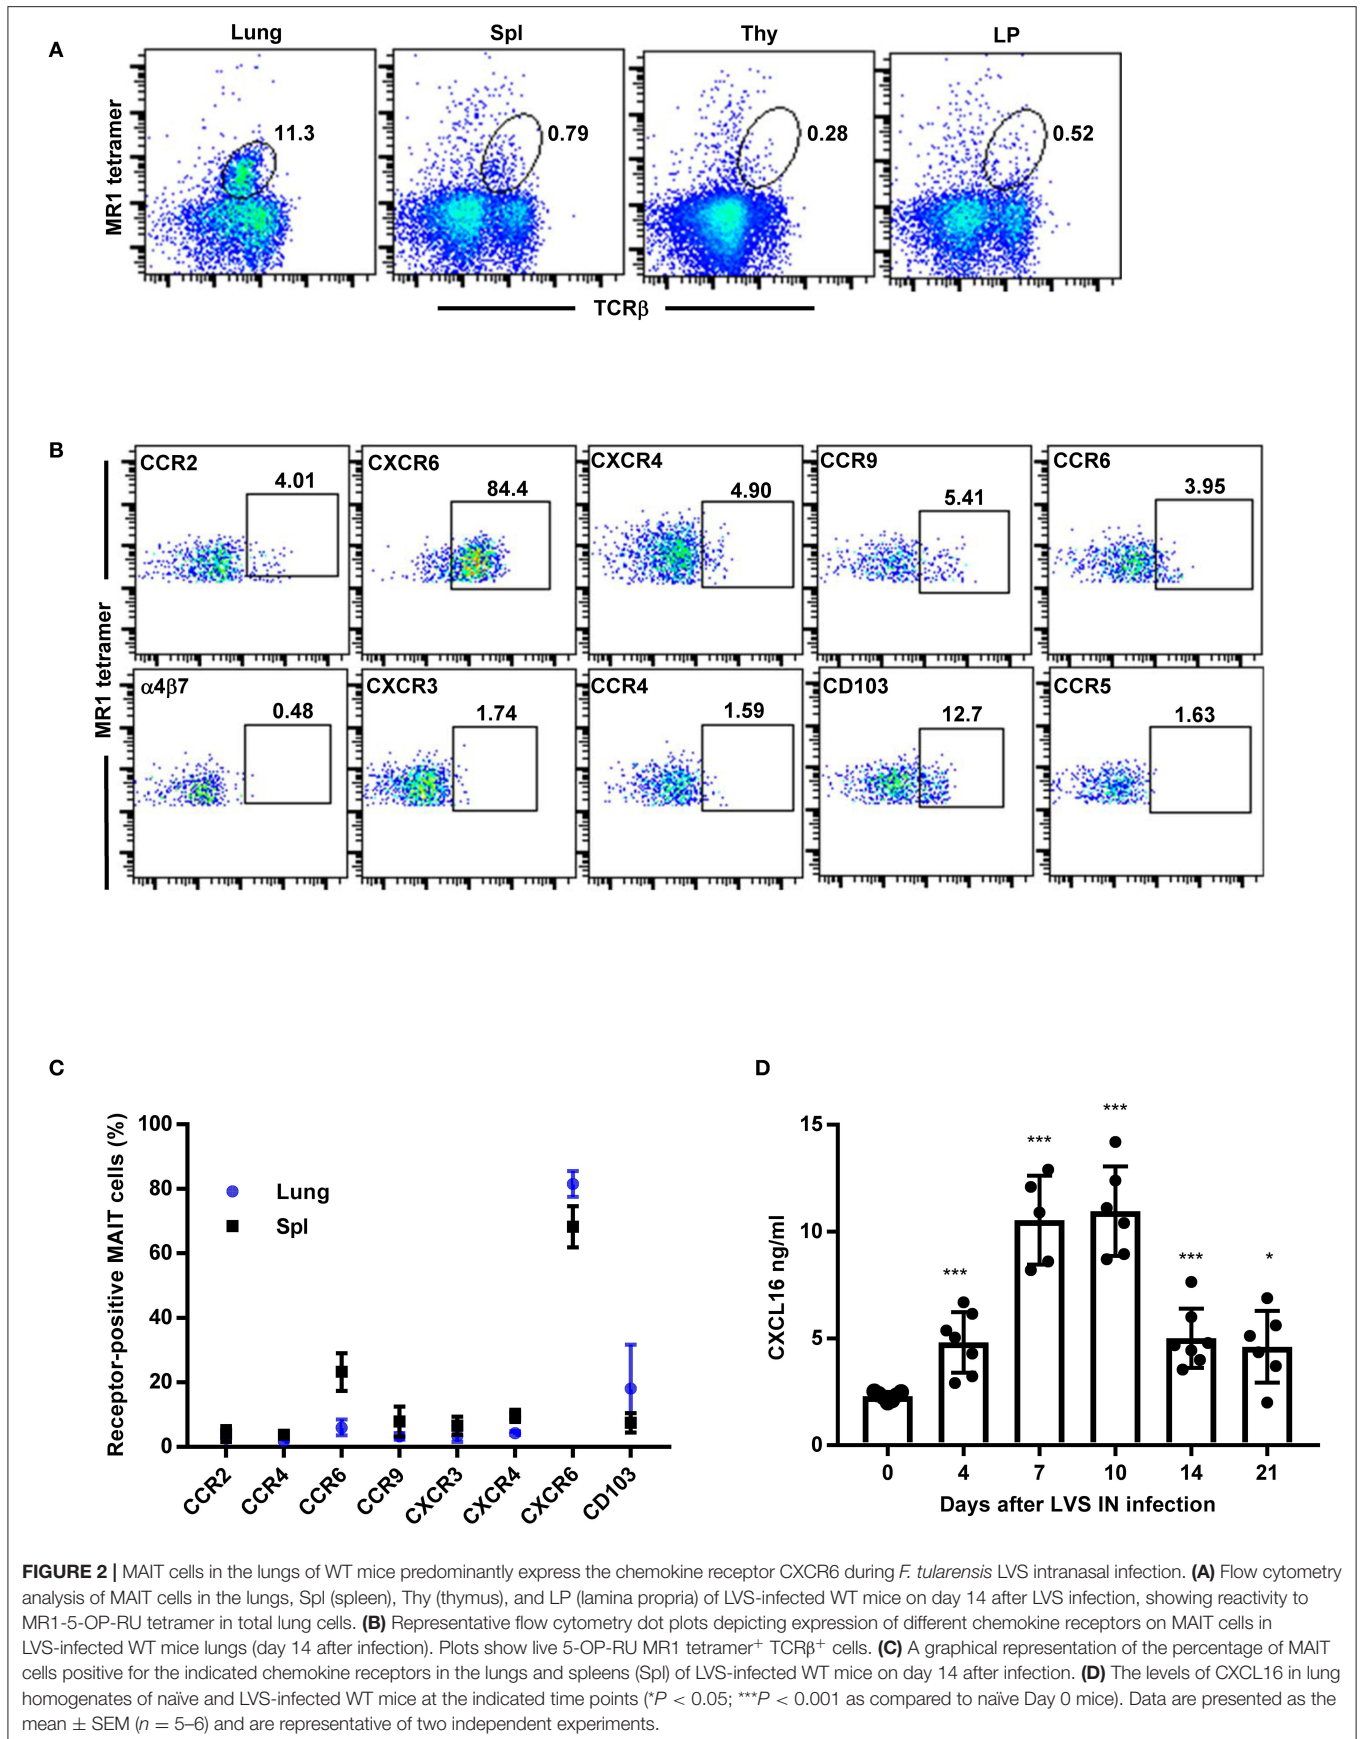 A
Lung Spl Thy LP
11.3 0.79 0.28 0.52
MR1 tetramer
TCRβ
B
CCR2 CXCR6 CXCR4 CCR9 CCR6
4.01 84.4 4.90 5.41 3.95
MR1 tetramer
α4β7 CXCR3 CCR4 CD103 CCR5
0.48 1.74 1.59 12.7 1.63
C
Receptor-positive MAIT cells (%)
100
80
60
40
20
0
Lung
Spl
CCR2 CCR4 CCR6 CCR9 CXCR3 CXCR4 CXCR6 CD103
D
CXCL16 ng/ml
15
10
5
0
*** *** *** *** *
0 4 7 10 14 21
Days after LVS IN infection
FIGURE 2 | MAIT cells in the lungs of WT mice predominantly express the chemokine receptor CXCR6 during F. tularensis LVS intranasal infection. (A) Flow cytometry
analysis of MAIT cells in the lungs, Spl (spleen), Thy (thymus), and LP (lamina propria) of LVS-infected WT mice on day 14 after LVS infection, showing reactivity to
MR1-5-OP-RU tetramer in total lung cells. (B) Representative flow cytometry dot plots depicting expression of different chemokine receptors on MAIT cells in
LVS-infected WT mice lungs (day 14 after infection). Plots show live 5-OP-RU MR1 tetramer⁺ TCRβ⁺ cells. (C) A graphical representation of the percentage of MAIT
cells positive for the indicated chemokine receptors in the lungs and spleens (Spl) of LVS-infected WT mice on day 14 after infection. (D) The levels of CXCL16 in lung
homogenates of naïve and LVS-infected WT mice at the indicated time points (*P < 0.05; ***P < 0.001 as compared to naïve Day 0 mice). Data are presented as the
mean ± SEM (n = 5–6) and are representative of two independent experiments.